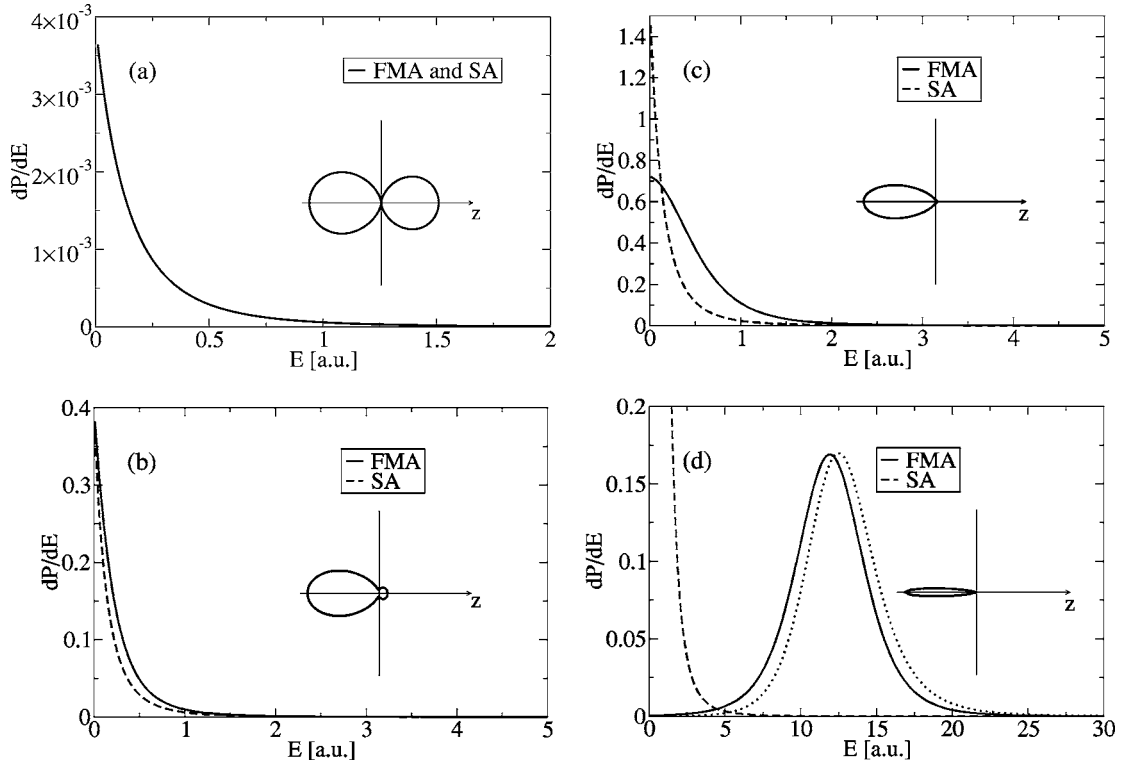 4×10⁻³
3×10⁻³
2×10⁻³
1×10⁻³
0
dP/dE
(a)
FMA and SA
z
0
0.5
1
1.5
2
E [a.u.]
1.4
1.2
1
0.8
0.6
0.4
0.2
0
dP/dE
(c)
FMA
SA
z
0
1
2
3
4
5
E [a.u.]
0.4
0.3
0.2
0.1
0
dP/dE
(b)
FMA
SA
z
0
1
2
3
4
5
E [a.u.]
0.2
0.15
0.1
0.05
0
dP/dE
(d)
FMA
SA
z
0
5
10
15
20
25
30
E [a.u.]